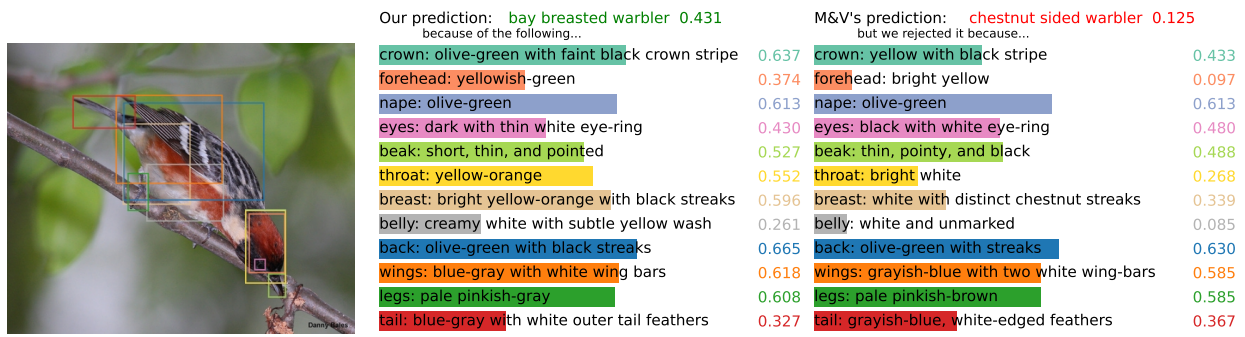 Our prediction: bay breasted warbler 0.431
because of the following...
crown: olive-green with faint black crown stripe 0.637
forehead: yellowish-green 0.374
nape: olive-green 0.613
eyes: dark with thin white eye-ring 0.430
beak: short, thin, and pointed 0.527
throat: yellow-orange 0.552
breast: bright yellow-orange with black streaks 0.596
belly: creamy white with subtle yellow wash 0.261
back: olive-green with black streaks 0.665
wings: blue-gray with white wing bars 0.618
legs: pale pinkish-gray 0.608
tail: blue-gray with white outer tail feathers 0.327
M&V's prediction: chestnut sided warbler 0.125
but we rejected it because...
crown: yellow with black stripe 0.433
forehead: bright yellow 0.097
nape: olive-green 0.613
eyes: black with white eye-ring 0.480
beak: thin, pointy, and black 0.488
throat: bright white 0.268
breast: white with distinct chestnut streaks 0.339
belly: white and unmarked 0.085
back: olive-green with streaks 0.630
wings: grayish-blue with two white wing-bars 0.585
legs: pale pinkish-brown 0.585
tail: grayish-blue, white-edged feathers 0.367
Danny Bales